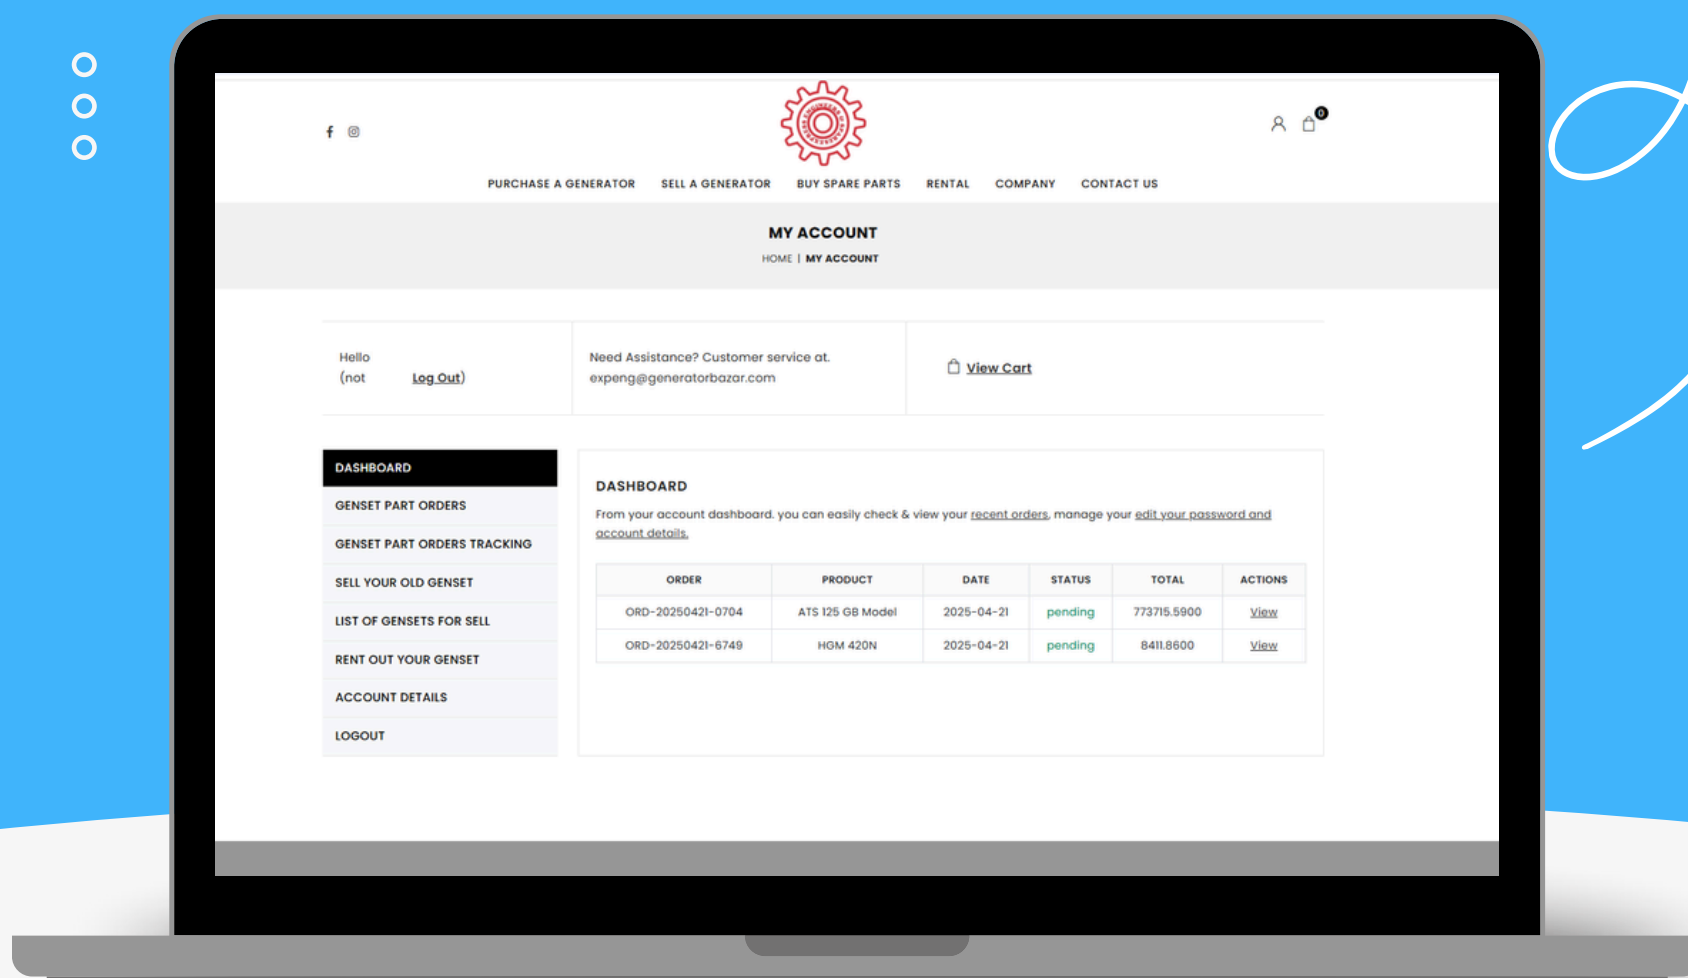 0
PURCHASE A GENERATOR SELL A GENERATOR BUY SPARE PARTS RENTAL COMPANY CONTACT US
MY ACCOUNT
HOME | MY ACCOUNT
Hello
(not Log Out)
Need Assistance? Customer service at.
expeng@generatorbazar.com
View Cart
DASHBOARD
GENSET PART ORDERS
GENSET PART ORDERS TRACKING
SELL YOUR OLD GENSET
LIST OF GENSETS FOR SELL
RENT OUT YOUR GENSET
ACCOUNT DETAILS
LOGOUT
DASHBOARD
From your account dashboard. you can easily check & view your recent orders, manage your edit your password and
account details.
ORDER PRODUCT DATE STATUS TOTAL ACTIONS
ORD-20250421-0704 ATS 125 GB Model 2025-04-21 pending 773715.5900 View
ORD-20250421-6749 HGM 420N 2025-04-21 pending 8411.8600 View